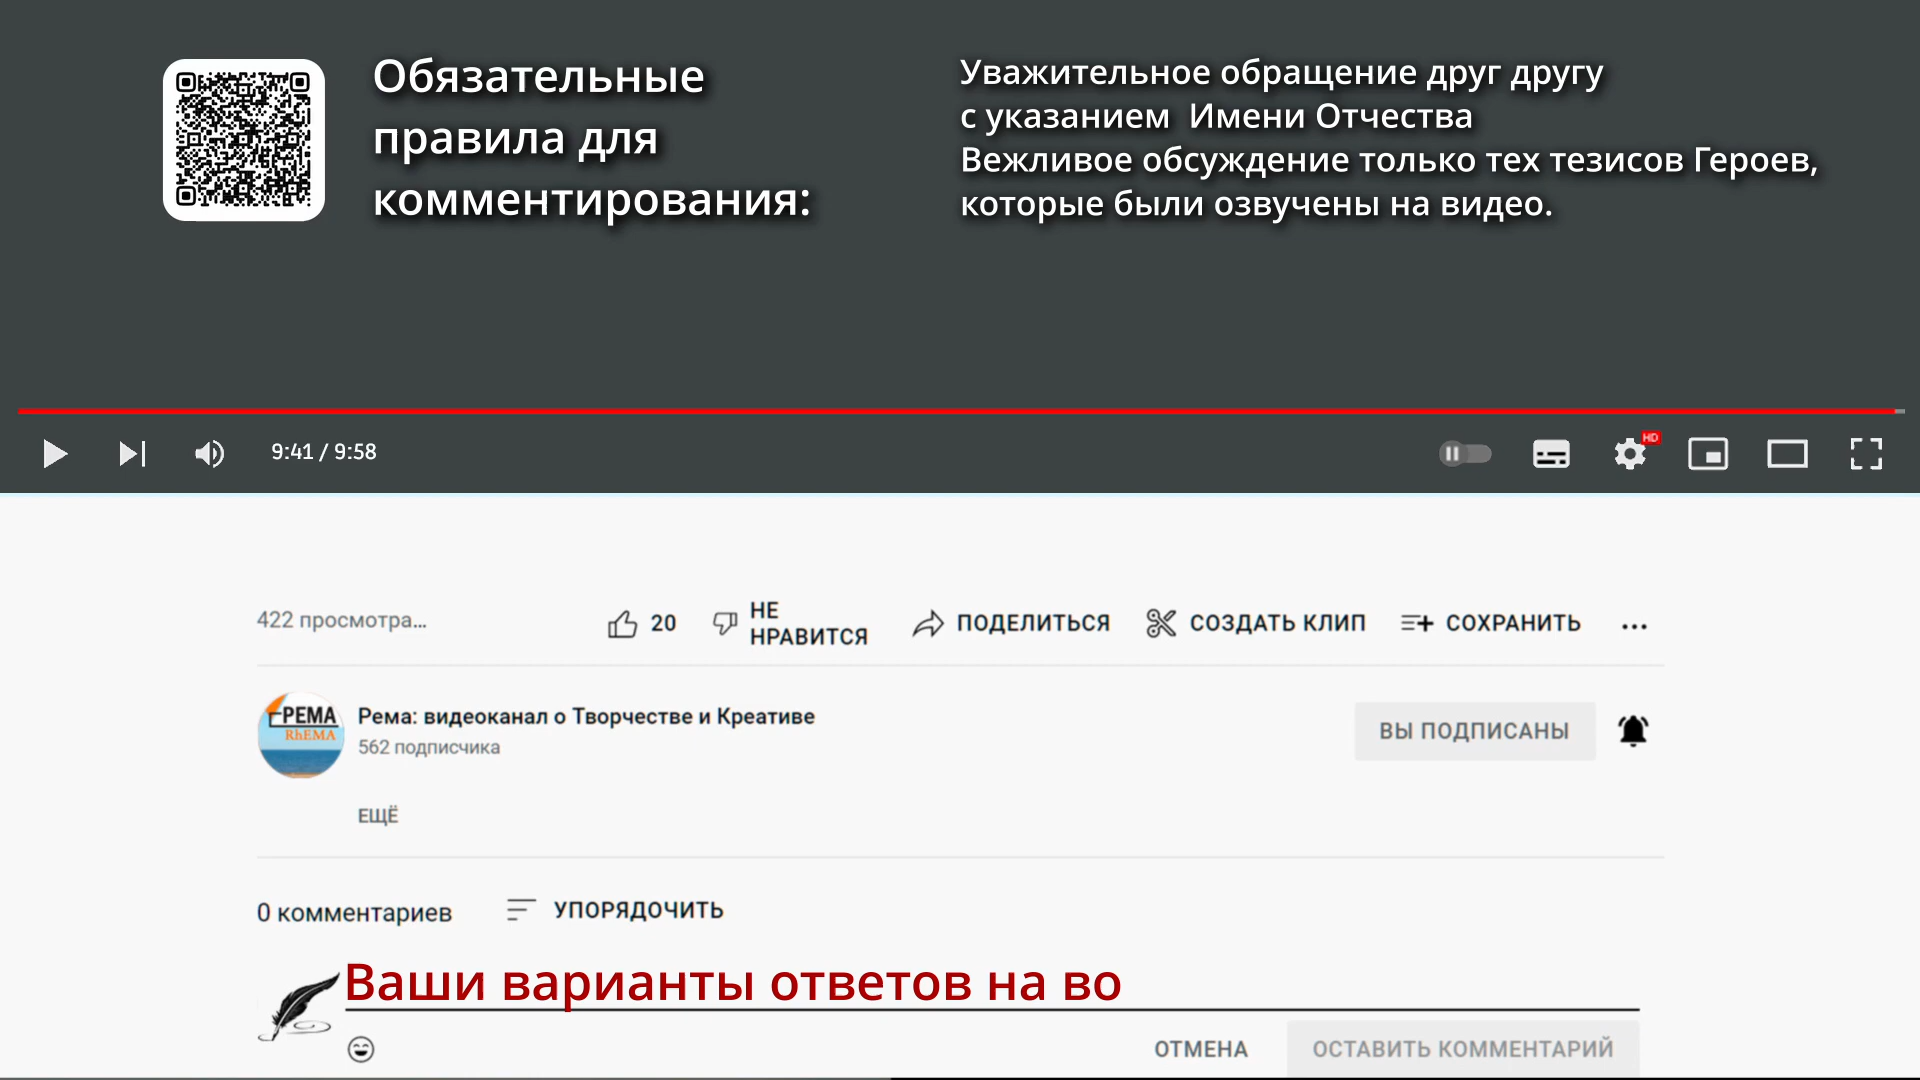 Обязательные
правила для
комментирования:
Уважительное обращение друг другу
с указанием Имени Отчества
Вежливое обсуждение только тех тезисов Героев,
которые были озвучены на видео.
9:41 / 9:58
HD
422 просмотра...
20
НЕ
НРАВИТСЯ
ПОДЕЛИТЬСЯ
СОЗДАТЬ КЛИП
СОХРАНИТЬ
РЕМА
RhEMA
Рема: видеоканал о Творчестве и Креативе
562 подписчика
ВЫ ПОДПИСАНЫ
ЕЩЁ
0 комментариев
УПОРЯДОЧИТЬ
Ваши варианты ответов на во
ОТМЕНА
ОСТАВИТЬ КОММЕНТАРИЙ